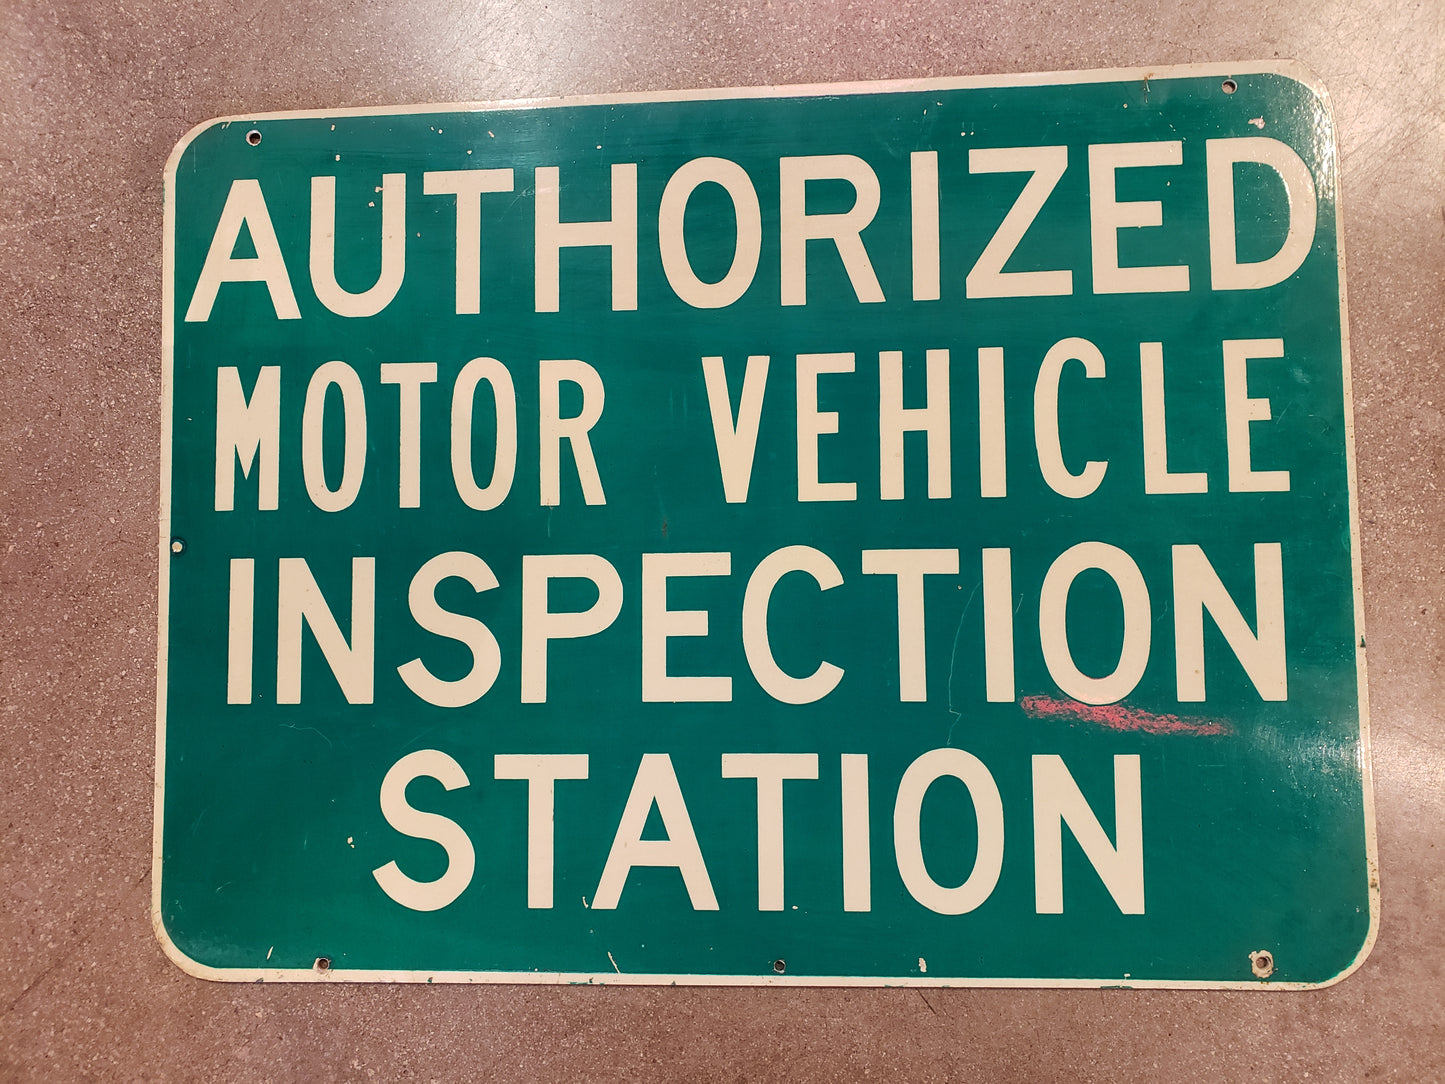 AUTHORIZED
MOTOR VEHICLE
INSPECTION
STATION